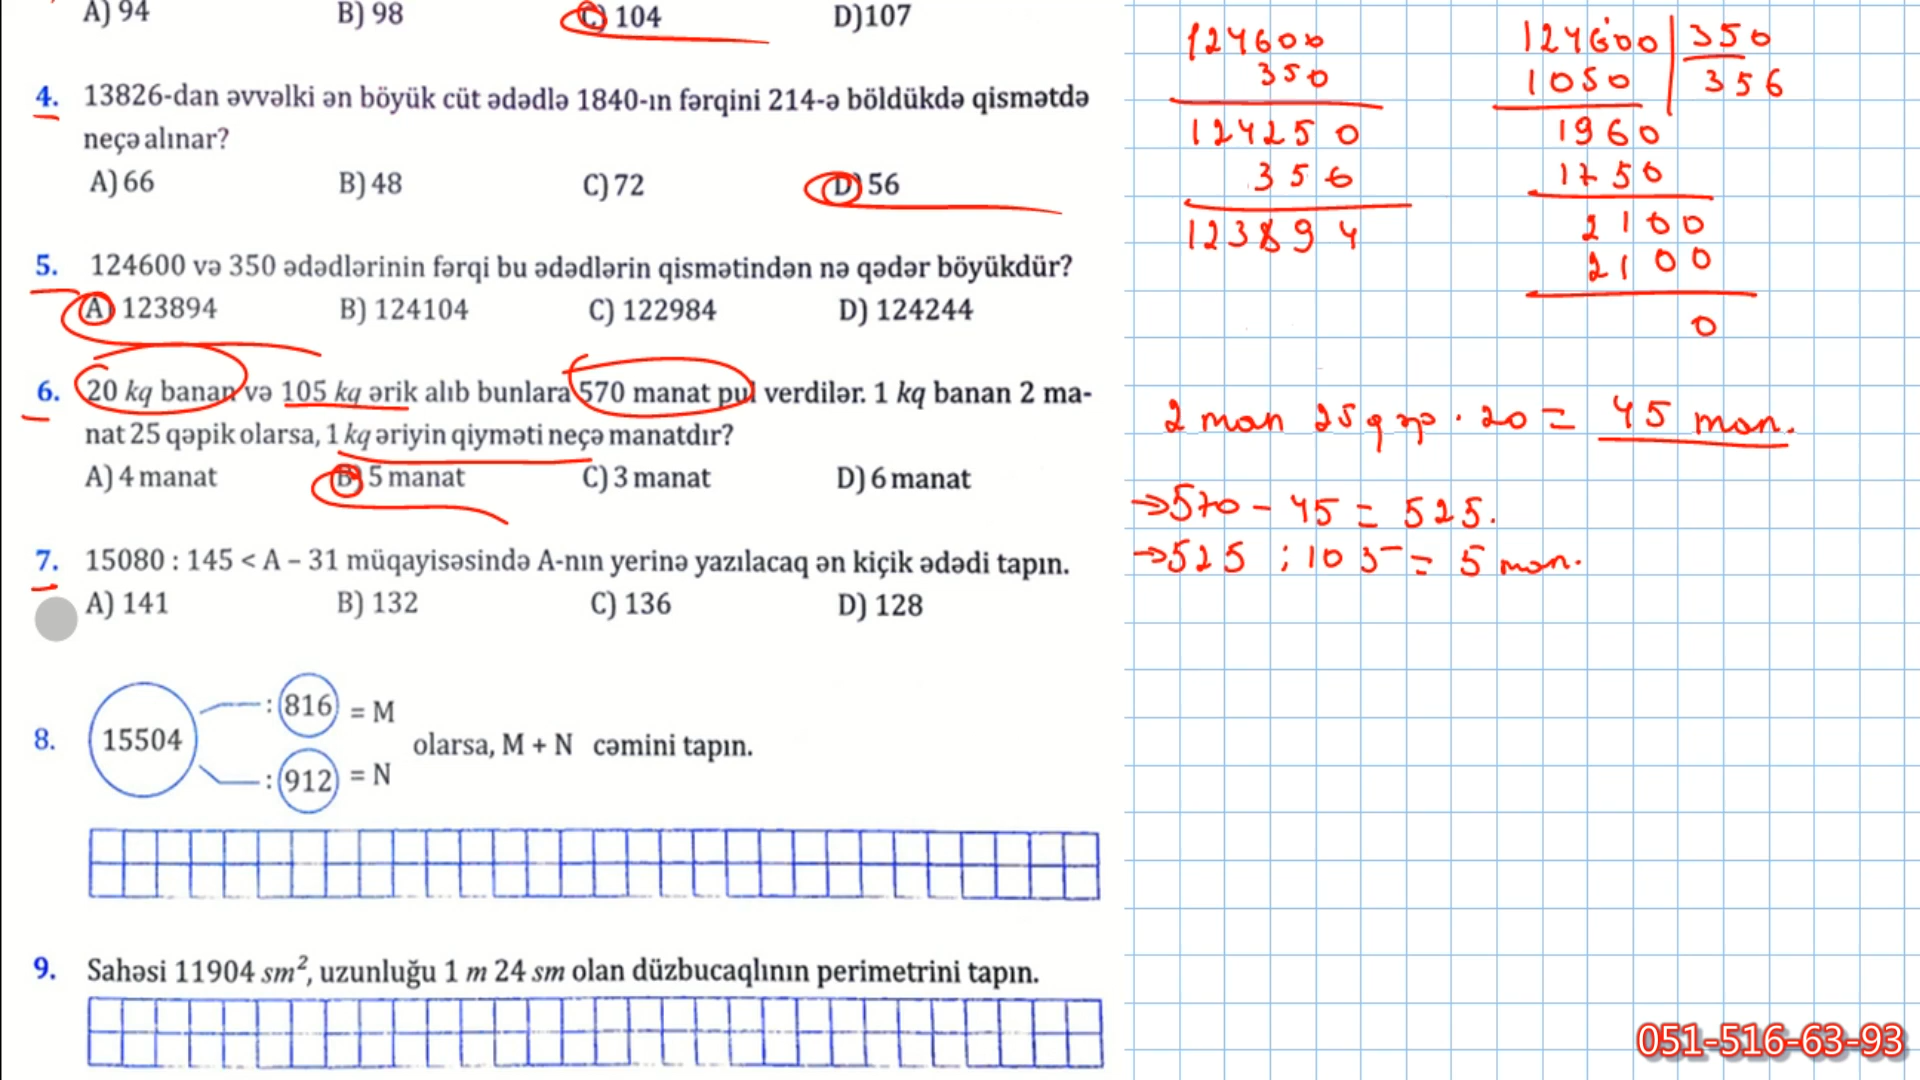 A) 94 B) 98 C) 104 D)107
4. 13826-dan əvvəlki ən böyük cüt ədədlə 1840-ın fərqini 214-ə böldükdə qismətdə
neçə alınar?
A) 66 B) 48 C) 72 D) 56
5. 124600 və 350 ədədlərinin fərqi bu ədədlərin qismətindən nə qədər böyükdür?
A) 123894 B) 124104 C) 122984 D) 124244
6. 20 kq banan və 105 kq ərik alıb bunlara 570 manat pul verdilər. 1 kq banan 2 ma-
nat 25 qəpik olarsa, 1 kq əriyin qiyməti neçə manatdır?
A) 4 manat B) 5 manat C) 3 manat D) 6 manat
7. 15080 : 145 < A – 31 müqayisəsində A-nın yerinə yazılacaq ən kiçik ədədi tapın.
A) 141 B) 132 C) 136 D) 128
: 816 = M
8. 15504 olarsa, M + N cəmini tapın.
: 912 = N
9. Sahəsi 11904 sm², uzunluğu 1 m 24 sm olan düzbucaqlının perimetrini tapın.
124600
350
124250
356
123894
124600 350
1050 356
1960
1750
2100
2100
0
2 man 25 qəp · 20 = 45 man.
→570 - 45 = 525.
→525 : 105 = 5 man.
051-516-63-93